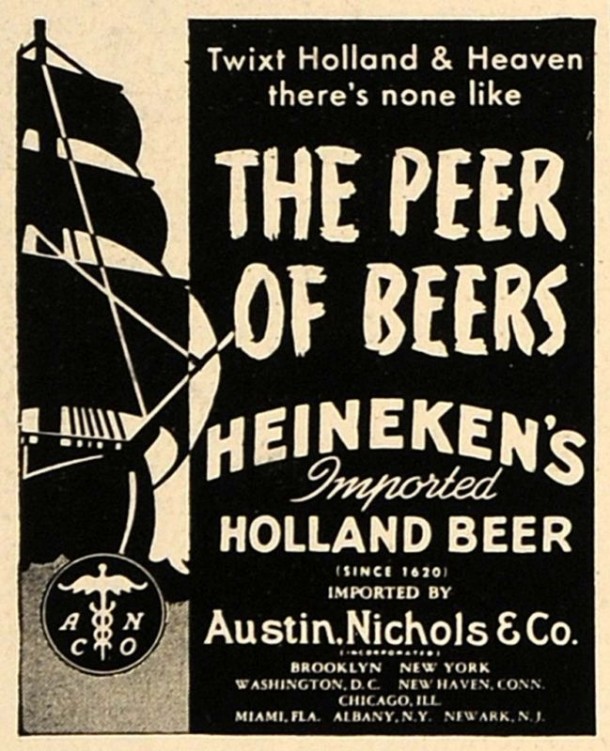 Twixt Holland & Heaven
there's none like
THE PEER
OF BEERS
HEINEKEN'S
Imported
HOLLAND BEER
(SINCE 1620)
IMPORTED BY
Austin, Nichols & Co.
(INCORPORATED)
BROOKLYN NEW YORK
WASHINGTON, D.C. NEW HAVEN, CONN.
CHICAGO, ILL.
MIAMI, FLA. ALBANY, N.Y. NEWARK, N.J.
A N
C O